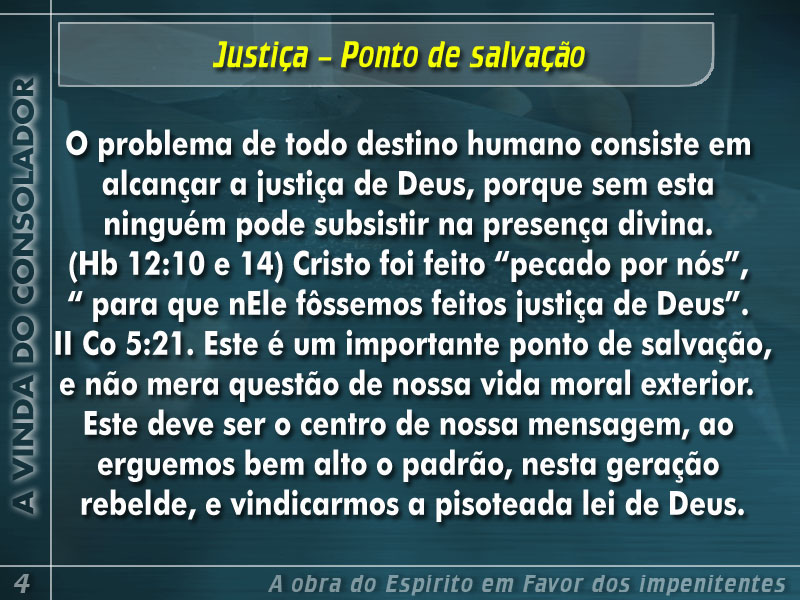 Justiça – Ponto de salvação
A VINDA DO CONSOLADOR
O problema de todo destino humano consiste em
alcançar a justiça de Deus, porque sem esta
ninguém pode subsistir na presença divina.
(Hb 12:10 e 14) Cristo foi feito “pecado por nós”,
“ para que nEle fôssemos feitos justiça de Deus”.
II Co 5:21. Este é um importante ponto de salvação,
e não mera questão de nossa vida moral exterior.
Este deve ser o centro de nossa mensagem, ao
erguemos bem alto o padrão, nesta geração
rebelde, e vindicarmos a pisoteada lei de Deus.
4
A obra do Espírito em Favor dos impenitentes